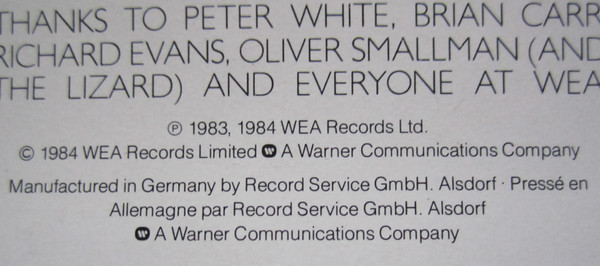 THANKS TO PETER WHITE, BRIAN CARR
RICHARD EVANS, OLIVER SMALLMAN (AND
THE LIZARD) AND EVERYONE AT WEA
℗ 1983, 1984 WEA Records Ltd.
© 1984 WEA Records Limited A Warner Communications Company
Manufactured in Germany by Record Service GmbH. Alsdorf · Pressé en
Allemagne par Record Service GmbH. Alsdorf
A Warner Communications Company